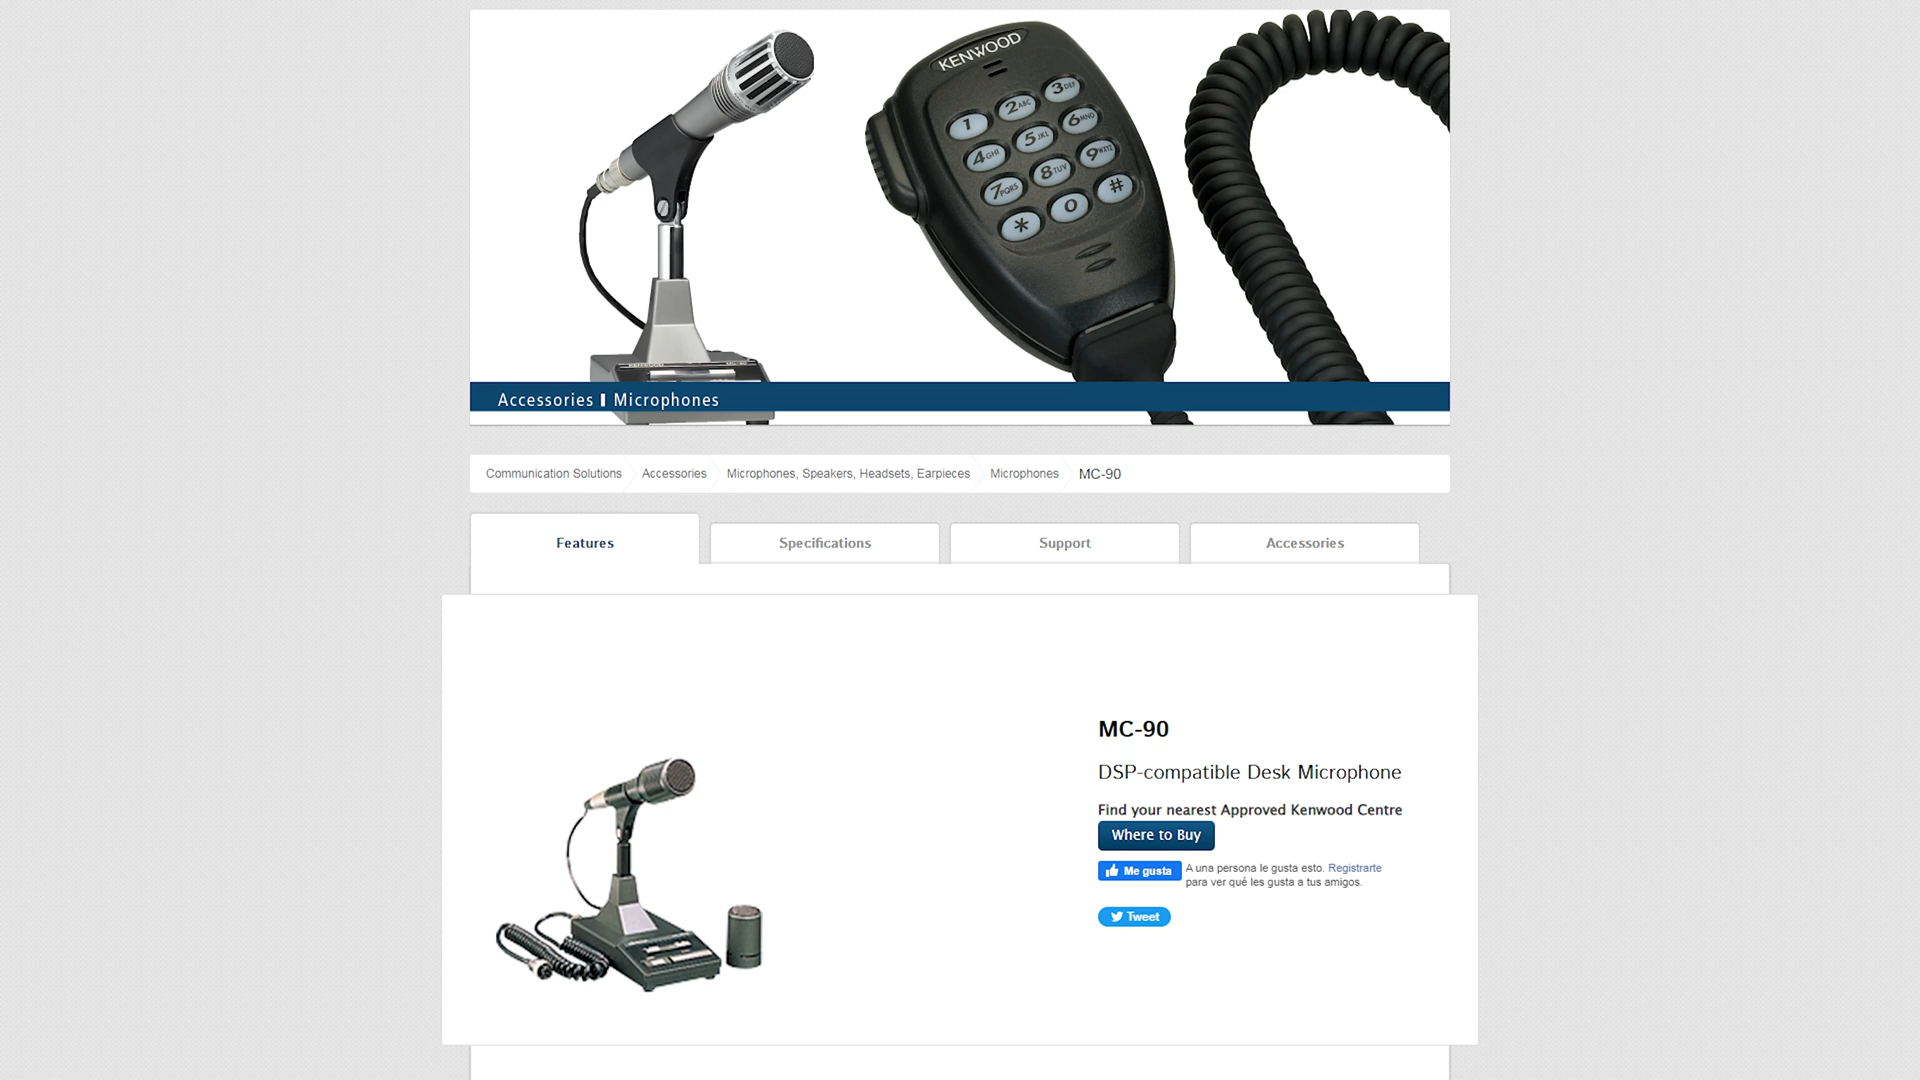 KENWOOD
1 2ABC 3DEF
4GHI 5JKL 6MNO
7PQRS 8TUV 9WXYZ
* 0 #
Accessories Microphones
Communication Solutions Accessories Microphones, Speakers, Headsets, Earpieces Microphones MC-90
Features Specifications Support Accessories
MC-90
DSP-compatible Desk Microphone
Find your nearest Approved Kenwood Centre
Where to Buy
Me gusta A una persona le gusta esto. Registrarte
para ver qué les gusta a tus amigos.
Tweet